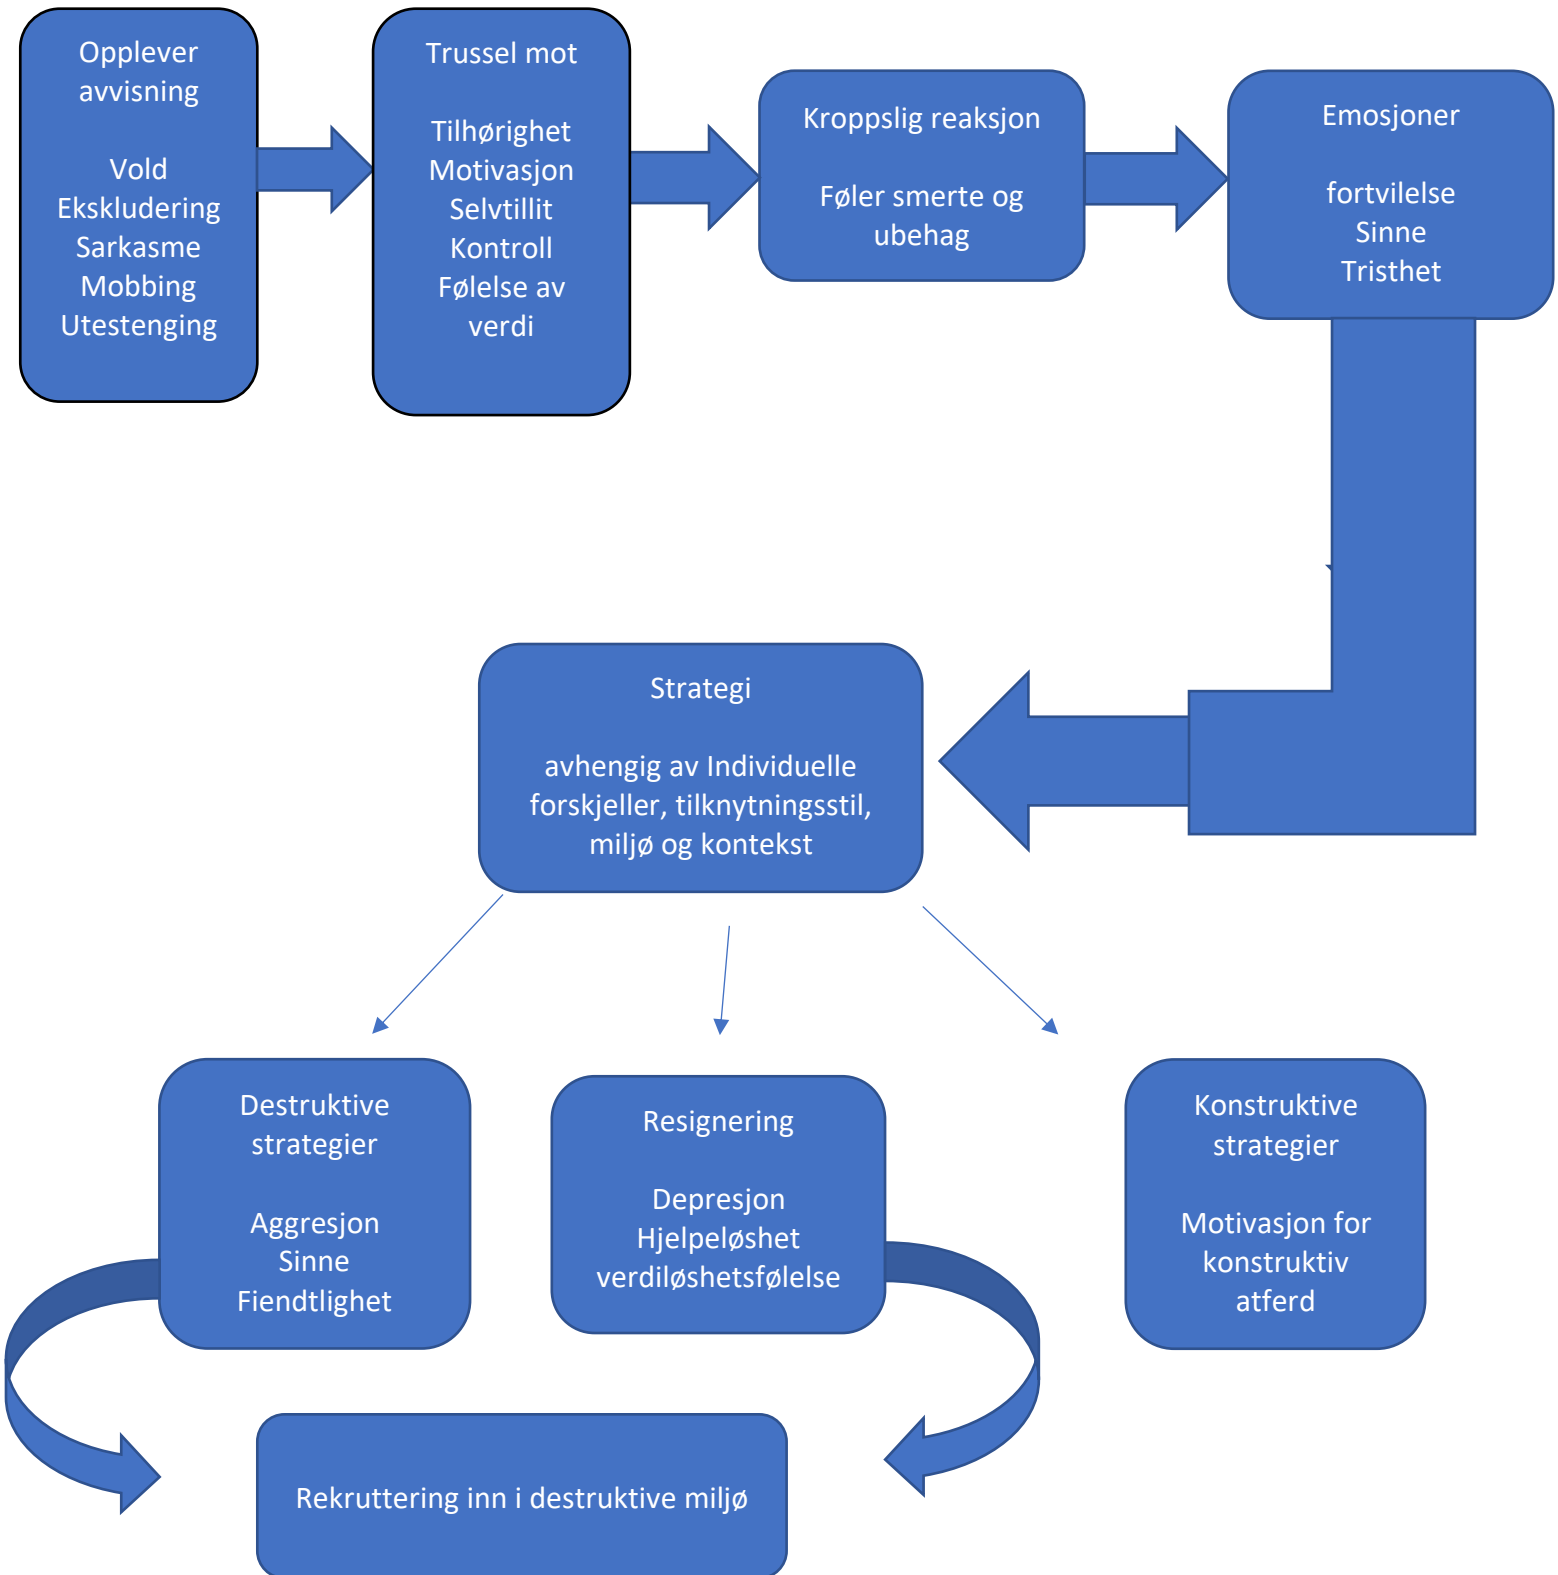 Opplever
avvisning
Vold
Ekskludering
Sarkasme
Mobbing
Utestenging
Trussel mot
Tilhørighet
Motivasjon
Selvtillit
Kontroll
Følelse av
verdi
Kroppslig reaksjon
Føler smerte og
ubehag
Emosjoner
fortvilelse
Sinne
Tristhet
Strategi
avhengig av Individuelle
forskjeller, tilknytningsstil,
miljø og kontekst
Destruktive
strategier
Aggresjon
Sinne
Fiendtlighet
Resignering
Depresjon
Hjelpeløshet
verdiløshetsfølelse
Konstruktive
strategier
Motivasjon for
konstruktiv
atferd
Rekruttering inn i destruktive miljø